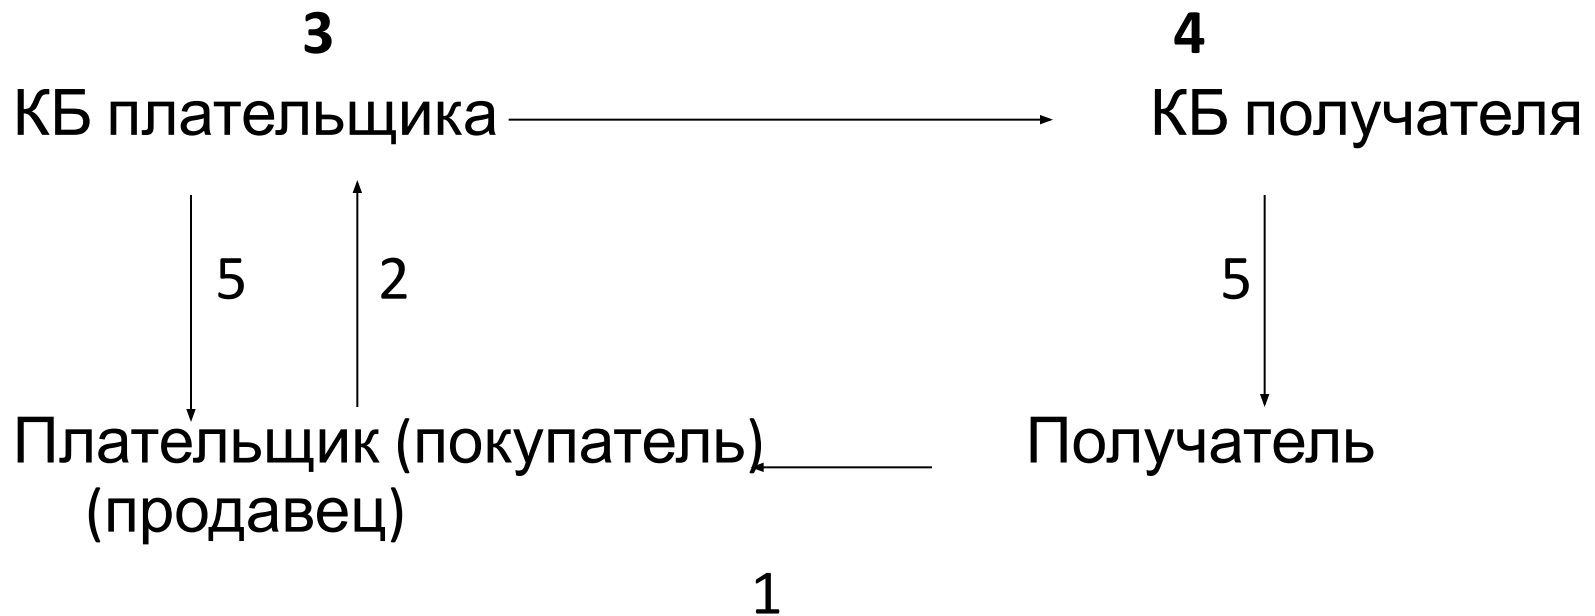 3 4
КБ плательщика КБ получателя
5 2 5
Плательщик (покупатель) Получатель
(продавец)
1